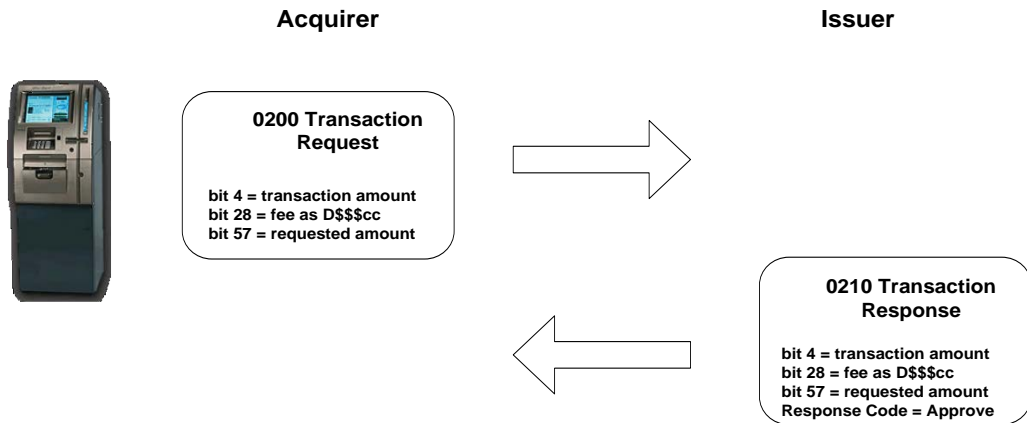 Acquirer
Issuer
0200 Transaction
Request
bit 4 = transaction amount
bit 28 = fee as D$$$cc
bit 57 = requested amount
0210 Transaction
Response
bit 4 = transaction amount
bit 28 = fee as D$$$cc
bit 57 = requested amount
Response Code = Approve